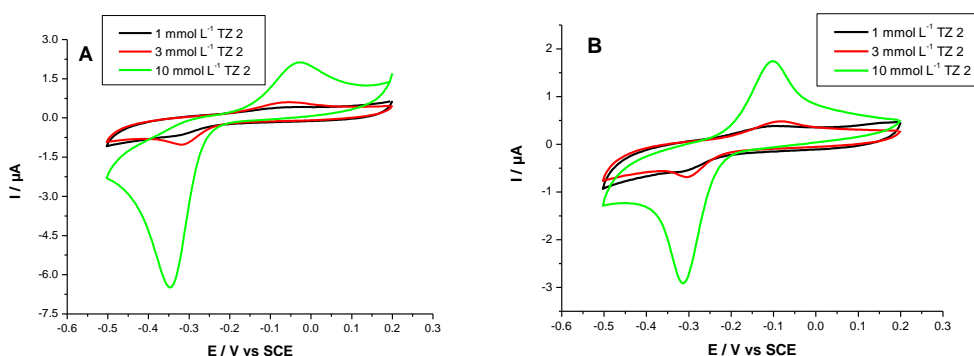 A
1 mmol L⁻¹ TZ 2
3 mmol L⁻¹ TZ 2
10 mmol L⁻¹ TZ 2
3.0
1.5
0.0
-1.5
-3.0
-4.5
-6.0
-7.5
I / µA
-0.6 -0.5 -0.4 -0.3 -0.2 -0.1 0.0 0.1 0.2 0.3
E / V vs SCE
B
1 mmol L⁻¹ TZ 2
3 mmol L⁻¹ TZ 2
10 mmol L⁻¹ TZ 2
2
1
0
-1
-2
-3
I / µA
-0.6 -0.5 -0.4 -0.3 -0.2 -0.1 0.0 0.1 0.2 0.3
E / V vs SCE